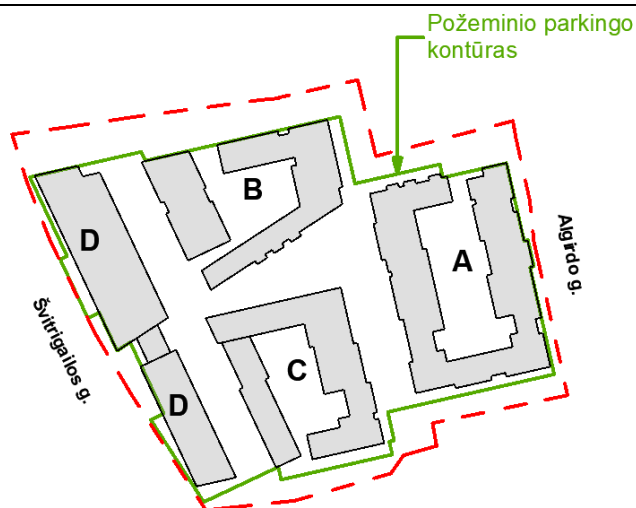 Požeminio parkingo
kontūras
B
D
A
Algirdo g.
Švitrigailos g.
C
D